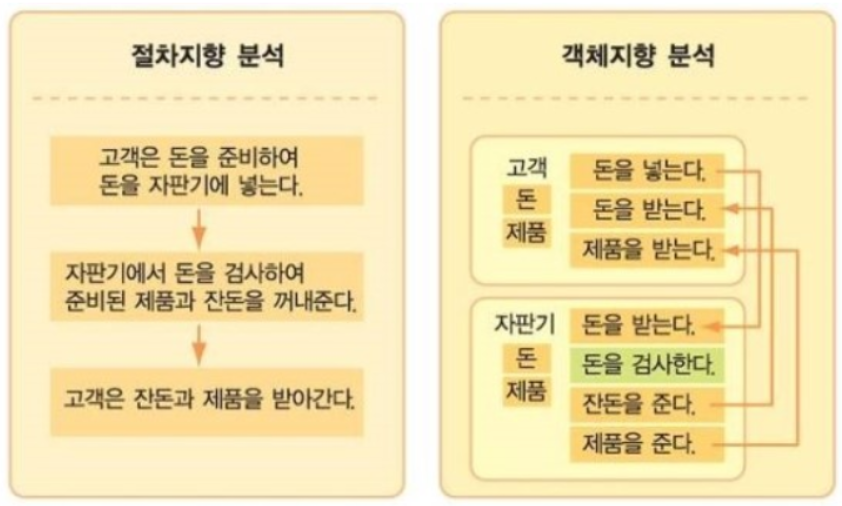 절차지향 분석
고객은 돈을 준비하여
돈을 자판기에 넣는다.
자판기에서 돈을 검사하여
준비된 제품과 잔돈을 꺼내준다.
고객은 잔돈과 제품을 받아간다.
객체지향 분석
고객
돈
제품
돈을 넣는다.
돈을 받는다.
제품을 받는다.
자판기
돈
제품
돈을 받는다.
돈을 검사한다.
잔돈을 준다.
제품을 준다.